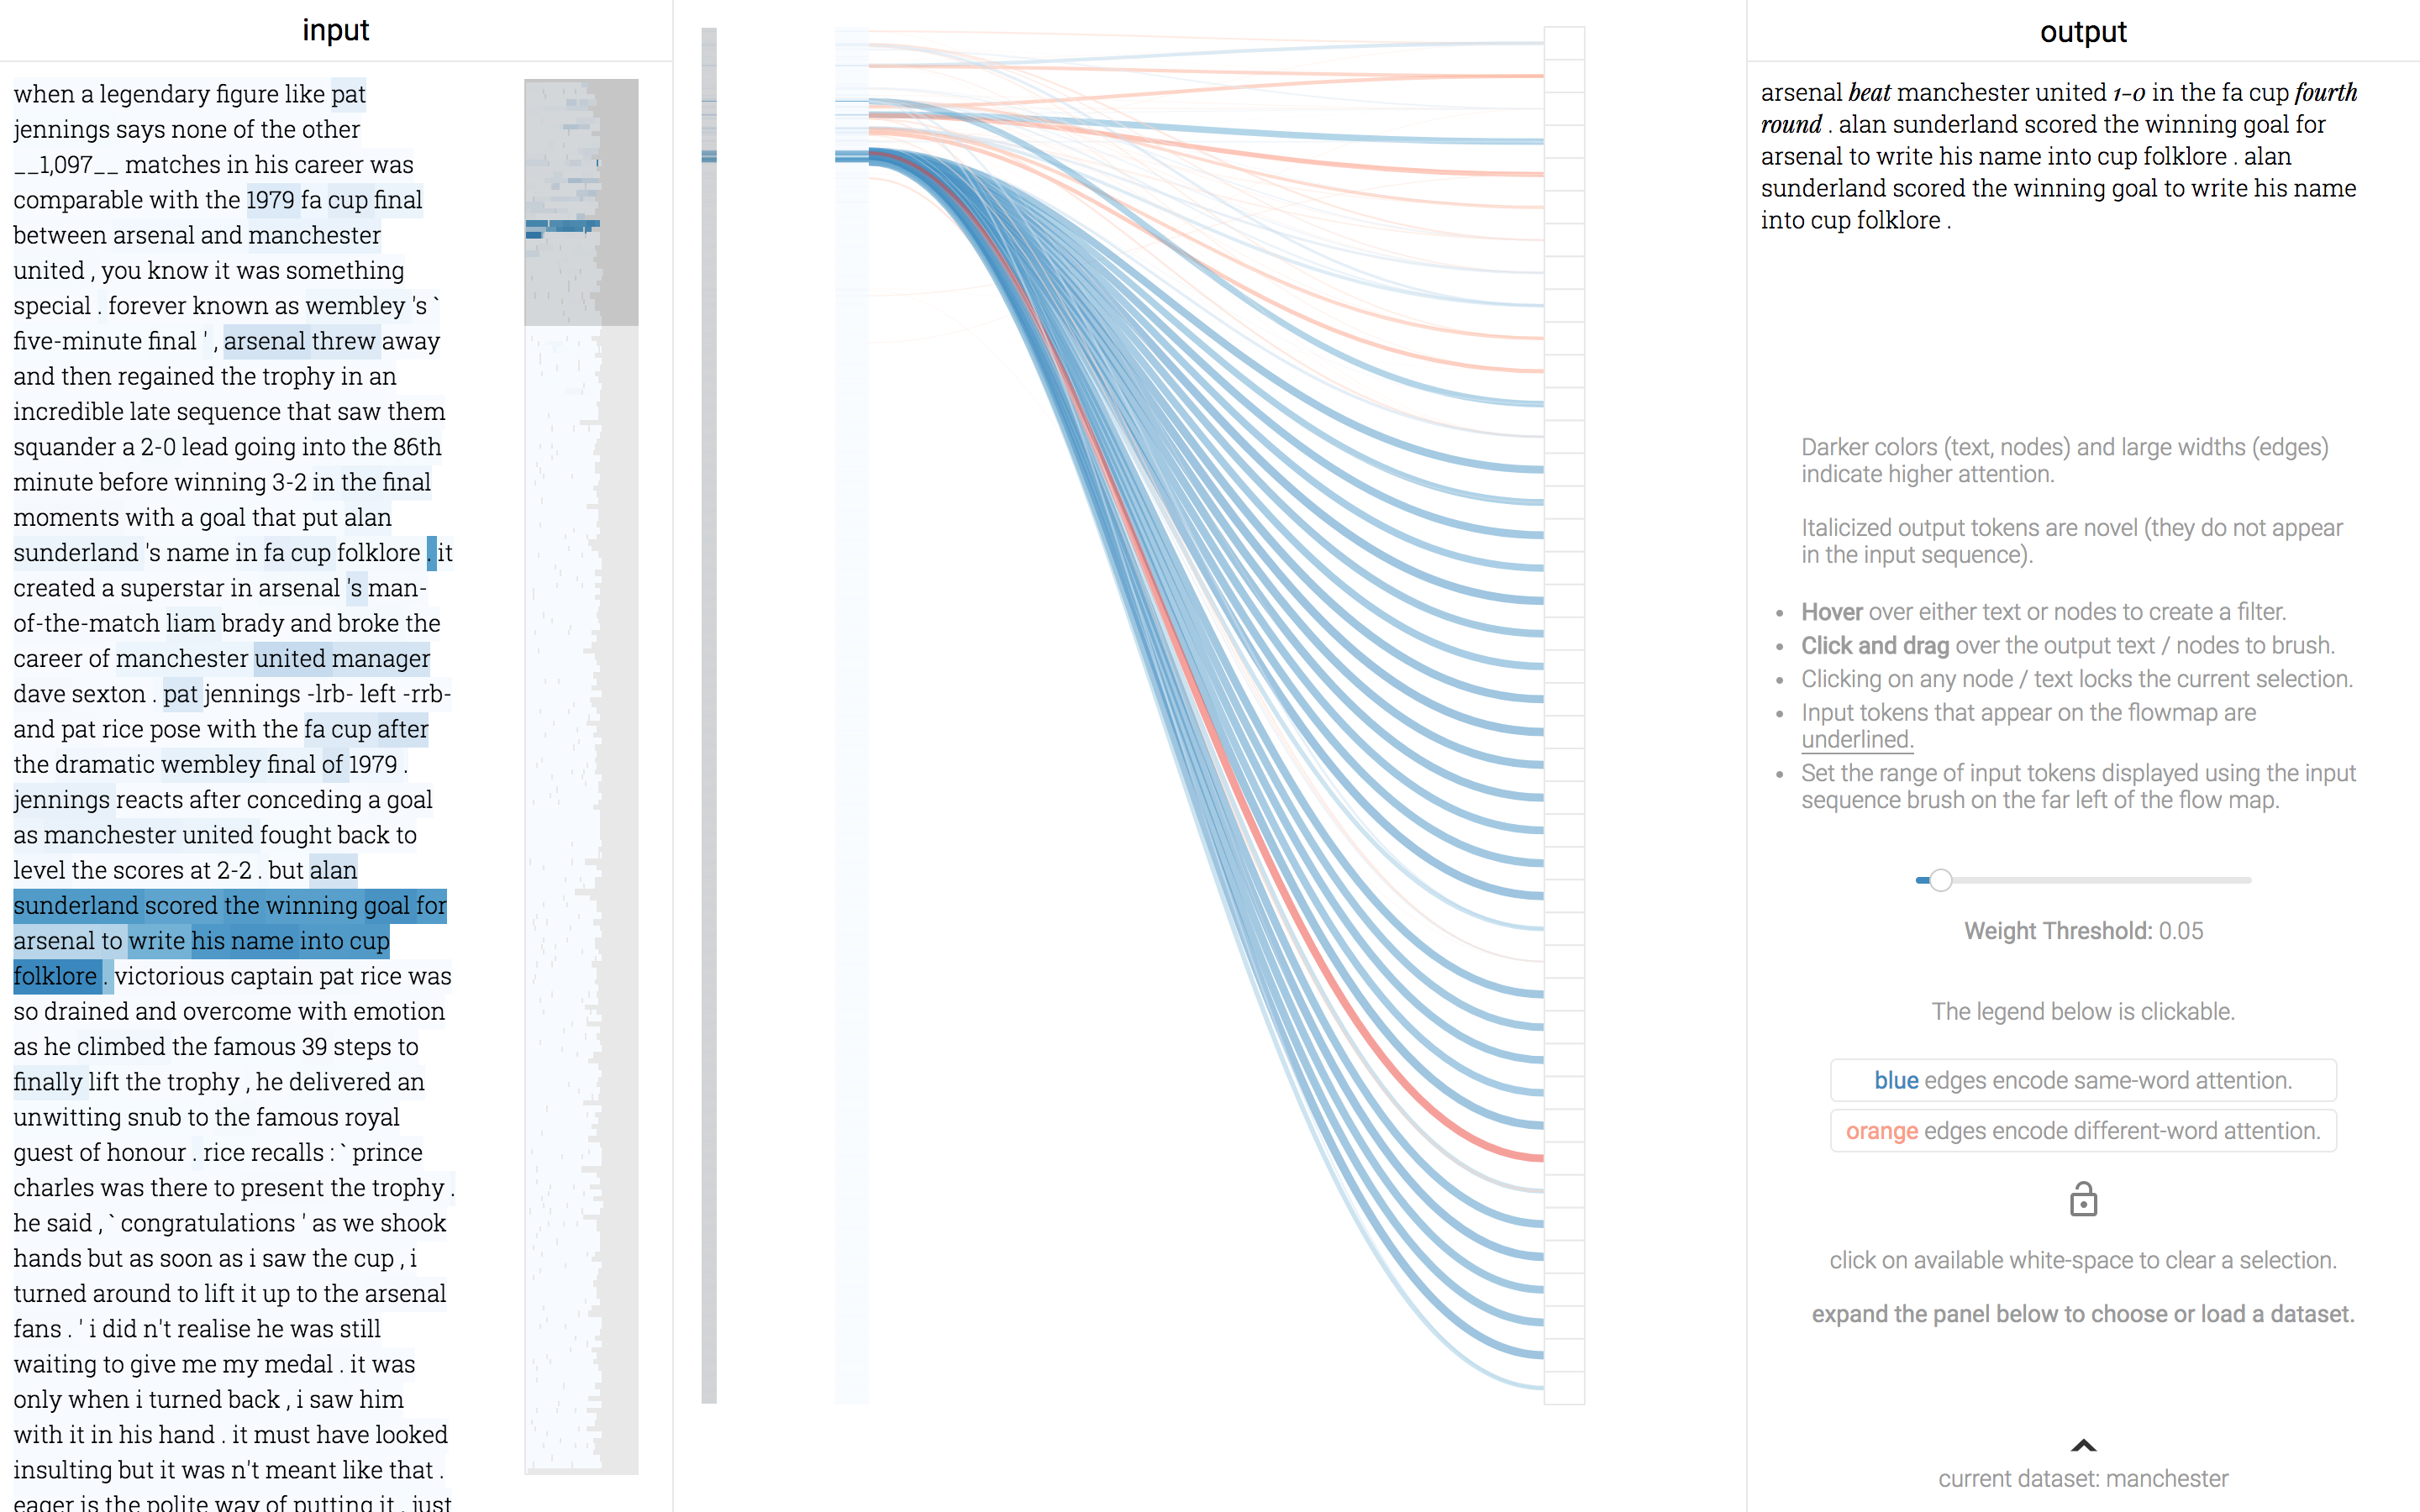 input
when a legendary figure like pat
jennings says none of the other
__1,097__ matches in his career was
comparable with the 1979 fa cup final
between arsenal and manchester
united , you know it was something
special . forever known as wembley 's `
five-minute final ' , arsenal threw away
and then regained the trophy in an
incredible late sequence that saw them
squander a 2-0 lead going into the 86th
minute before winning 3-2 in the final
moments with a goal that put alan
sunderland 's name in fa cup folklore . it
created a superstar in arsenal 's man-
of-the-match liam brady and broke the
career of manchester united manager
dave sexton . pat jennings -lrb- left -rrb-
and pat rice pose with the fa cup after
the dramatic wembley final of 1979 .
jennings reacts after conceding a goal
as manchester united fought back to
level the scores at 2-2 . but alan
sunderland scored the winning goal for
arsenal to write his name into cup
folklore . victorious captain pat rice was
so drained and overcome with emotion
as he climbed the famous 39 steps to
finally lift the trophy , he delivered an
unwitting snub to the famous royal
guest of honour . rice recalls : ` prince
charles was there to present the trophy .
he said , ` congratulations ' as we shook
hands but as soon as i saw the cup , i
turned around to lift it up to the arsenal
fans . ' i did n't realise he was still
waiting to give me my medal . it was
only when i turned back , i saw him
with it in his hand . it must have looked
insulting but it was n't meant like that .
eager is the polite way of putting it . just
output
arsenal beat manchester united 1-0 in the fa cup fourth
round . alan sunderland scored the winning goal for
arsenal to write his name into cup folklore . alan
sunderland scored the winning goal to write his name
into cup folklore .
Darker colors (text, nodes) and large widths (edges)
indicate higher attention.
Italicized output tokens are novel (they do not appear
in the input sequence).
• Hover over either text or nodes to create a filter.
• Click and drag over the output text / nodes to brush.
• Clicking on any node / text locks the current selection.
• Input tokens that appear on the flowmap are
underlined.
• Set the range of input tokens displayed using the input
sequence brush on the far left of the flow map.
Weight Threshold: 0.05
The legend below is clickable.
blue edges encode same-word attention.
orange edges encode different-word attention.
click on available white-space to clear a selection.
expand the panel below to choose or load a dataset.
current dataset: manchester